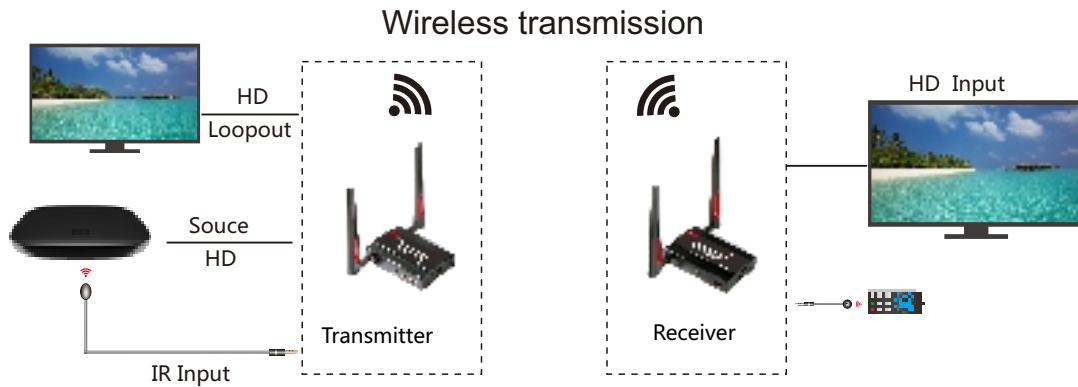 Wireless transmission
HD
Loopout
HD Input
Souce
HD
Transmitter
Receiver
IR Input